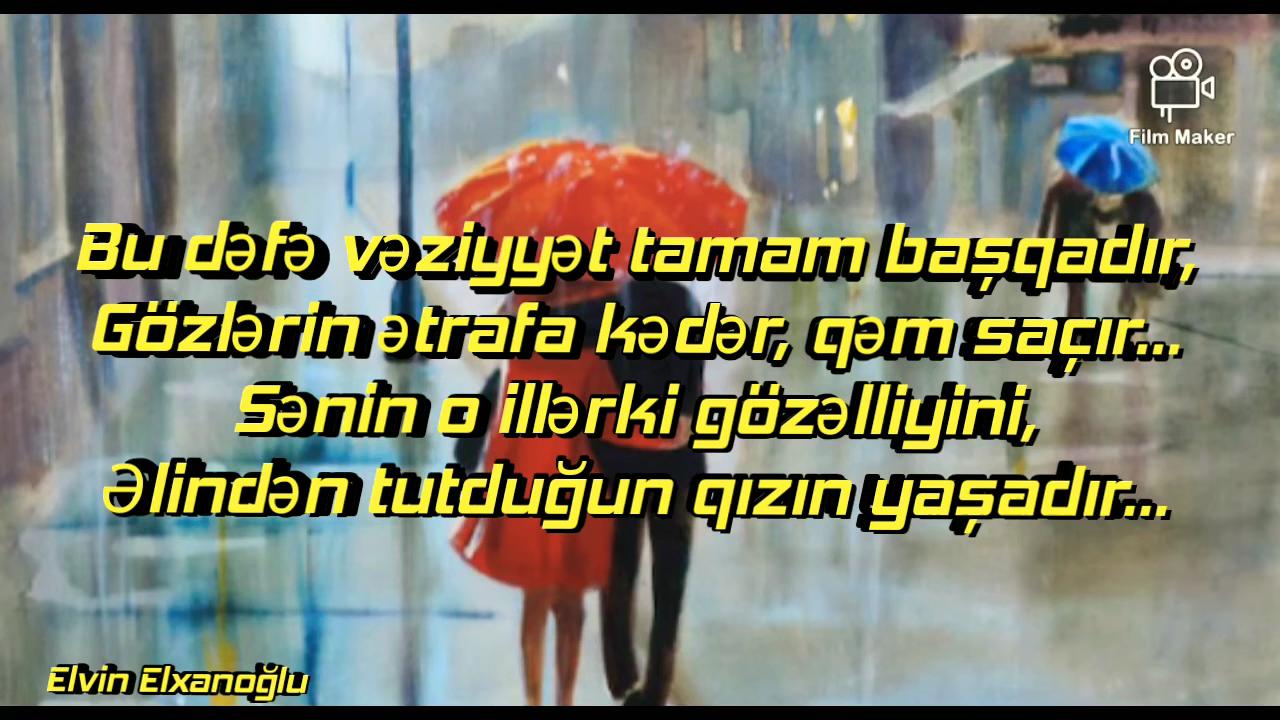 Film Maker
Bu dəfə vəziyyət tamam başqadır,
Gözlərin ətrafa kədər, qəm saçır...
Sənin o illərki gözəlliyini,
Əlindən tutduğun qızın yaşadır...
Elvin Elxanoğlu